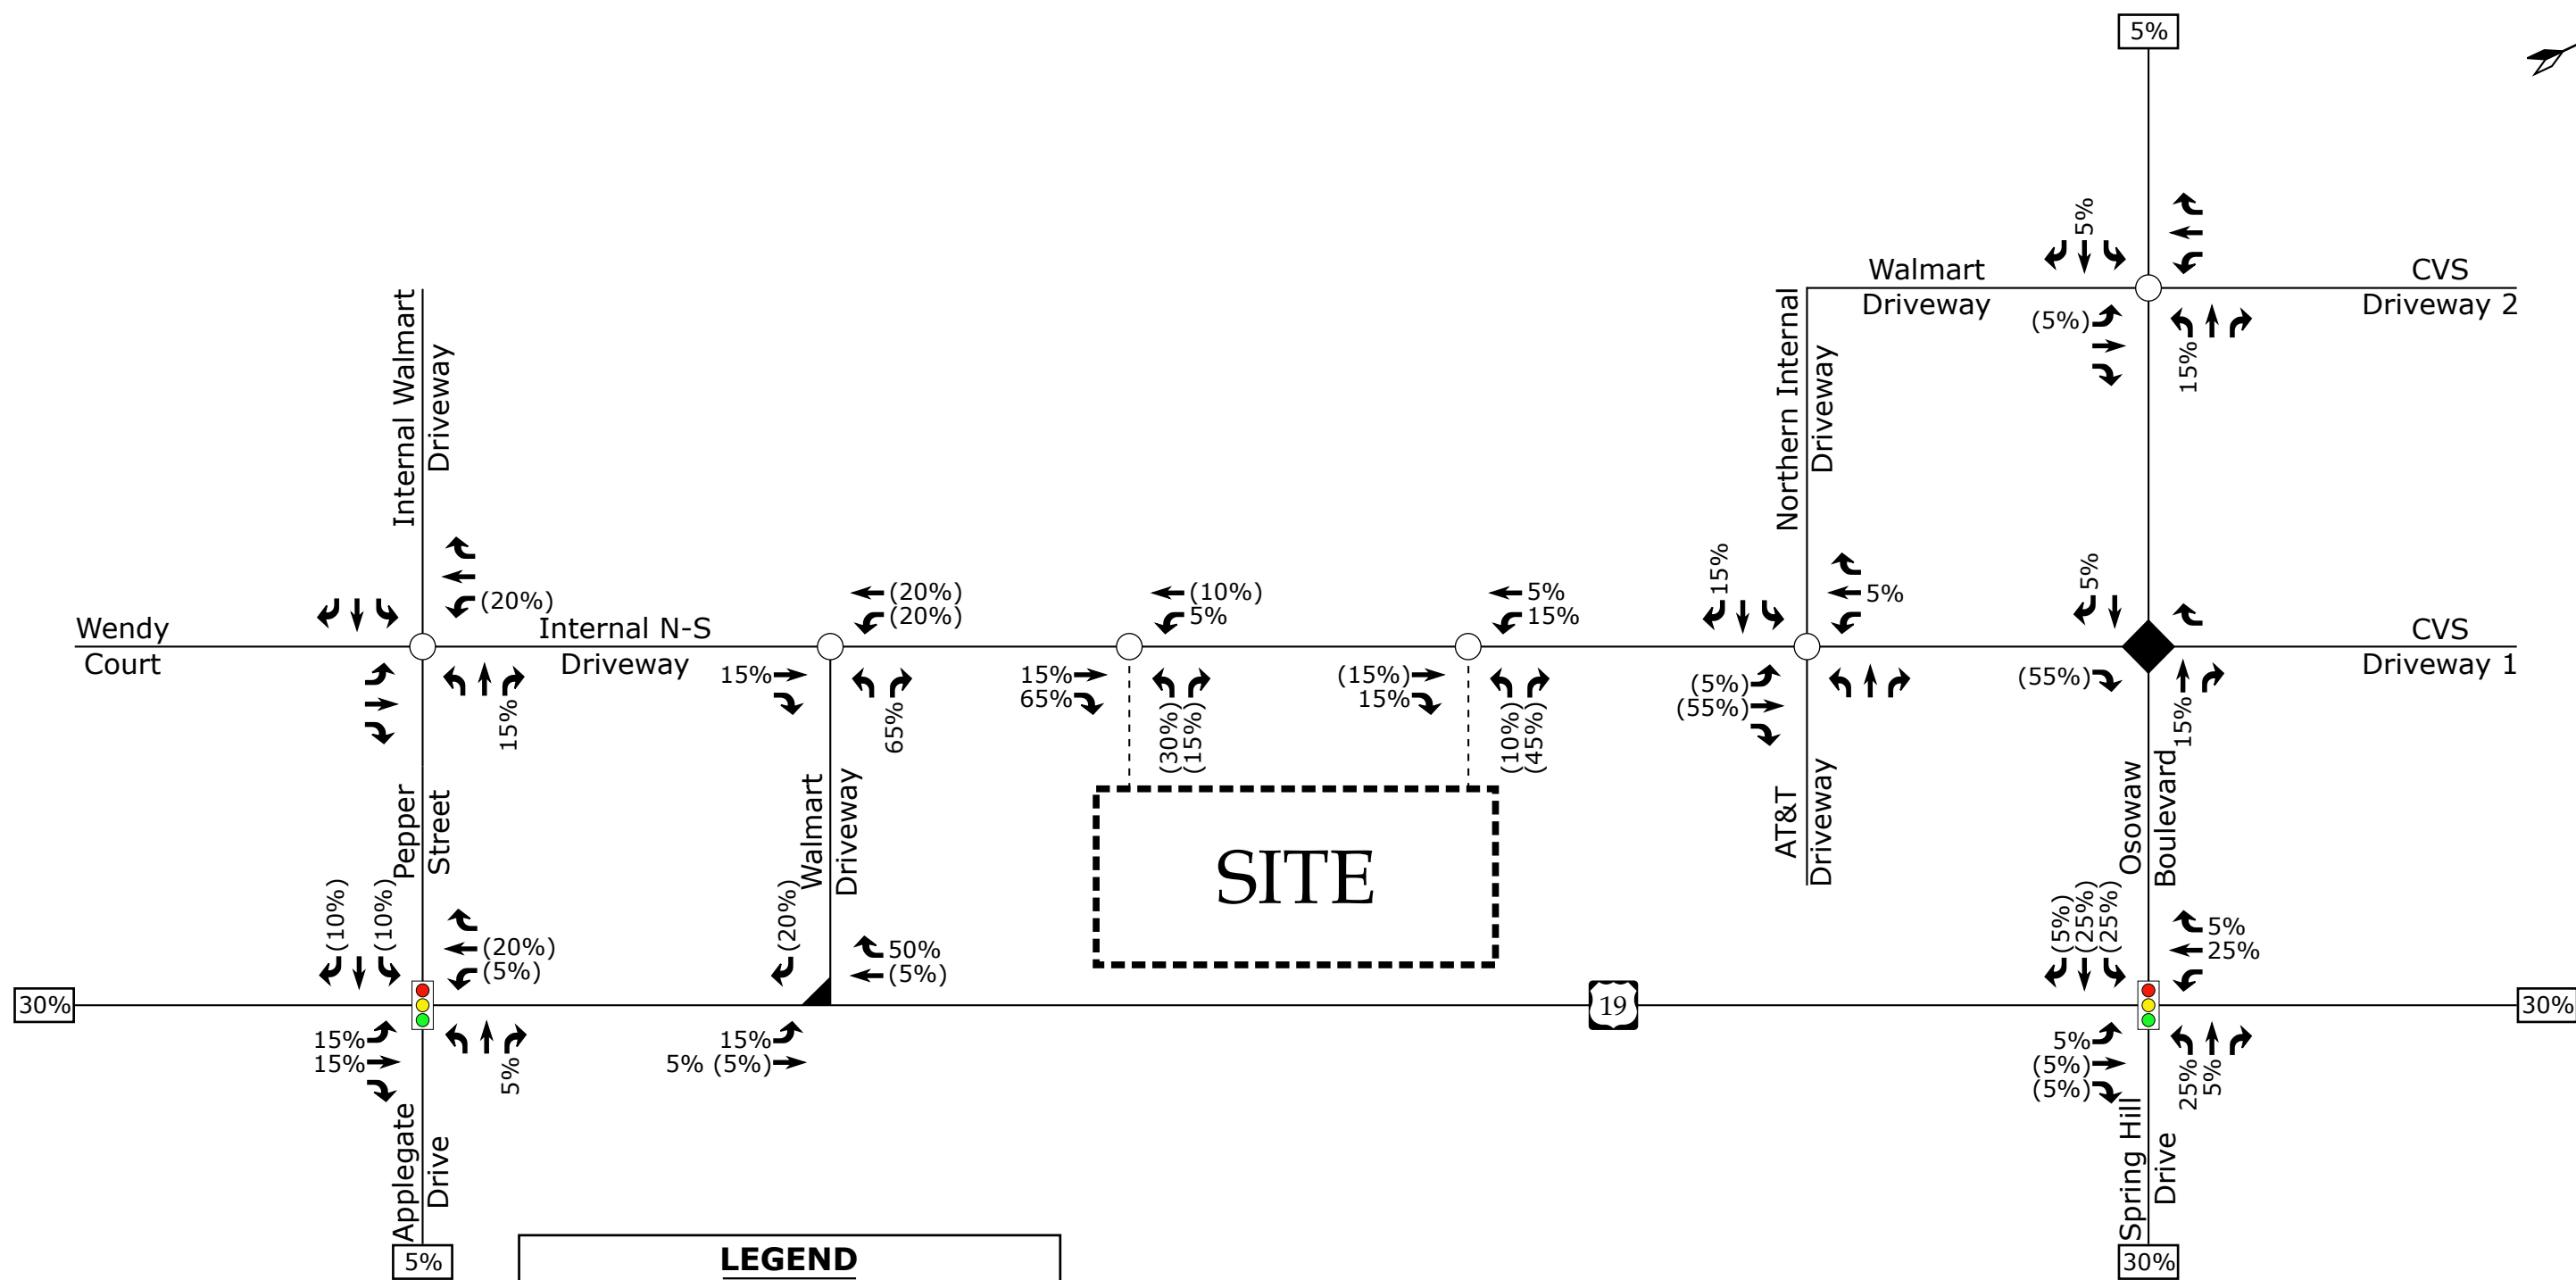 5%
5%
Walmart
Driveway
CVS
Driveway 2
(5%)
15%
Internal Walmart
Driveway
Northern Internal
Driveway
(20%)
Wendy
Court
Internal N-S
Driveway
15%
15%
(20%)
(20%)
65%
(10%)
5%
15%
65%
(30%)
(15%)
5%
15%
(15%)
15%
(10%)
(45%)
15%
5%
(5%)
(55%)
5%
(55%)
15%
CVS
Driveway 1
Pepper
Street
Walmart
Driveway
SITE
AT&T
Driveway
Osowaw
Boulevard
(10%)
(10%)
(20%)
(5%)
(20%)
50%
(5%)
(5%)
(25%)
(25%)
5%
25%
30%
19
30%
15%
15%
5%
15%
5% (5%)
5%
(5%)
(5%)
25%
5%
Applegate
Drive
Spring Hill
Drive
5%
30%
LEGEND